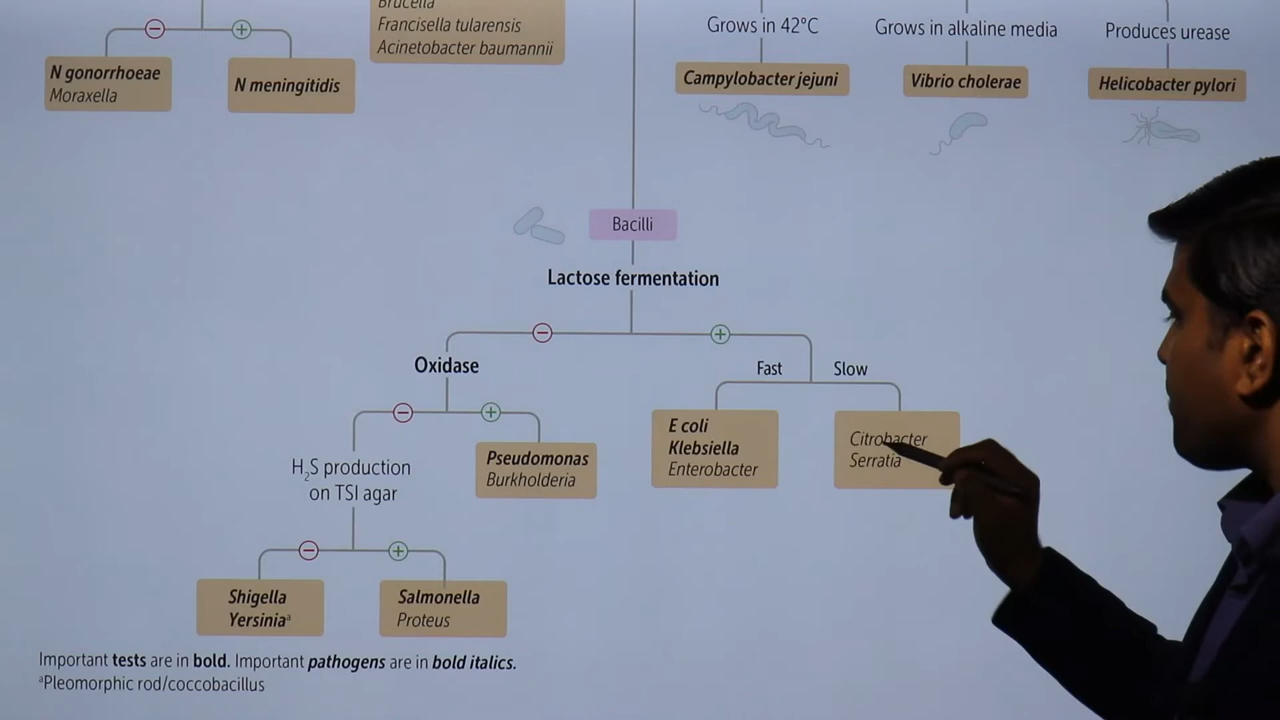 Brucella
Francisella tularensis
Acinetobacter baumannii
Grows in 42°C
Grows in alkaline media
Produces urease
N gonorrhoeae
Moraxella
N meningitidis
Campylobacter jejuni
Vibrio cholerae
Helicobacter pylori
Bacilli
Lactose fermentation
Oxidase
Fast
Slow
H₂S production
on TSI agar
Pseudomonas
Burkholderia
E coli
Klebsiella
Enterobacter
Citrobacter
Serratia
Shigella
Yersiniaᵃ
Salmonella
Proteus
Important tests are in bold. Important pathogens are in bold italics.
ᵃPleomorphic rod/coccobacillus